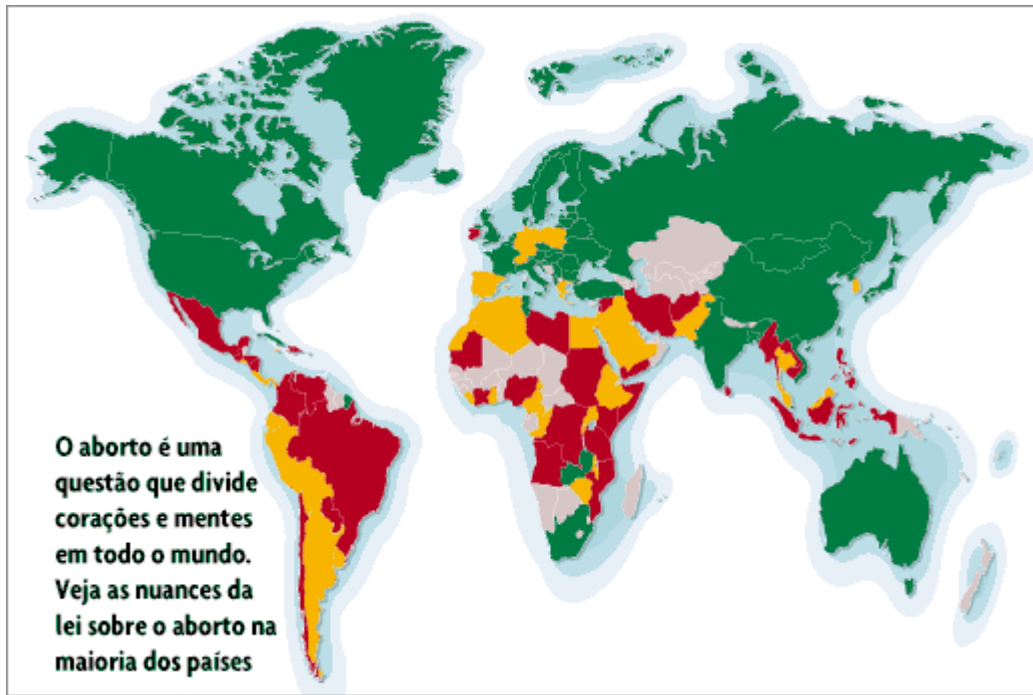 O aborto é uma
questão que divide
corações e mentes
em todo o mundo.
Veja as nuances da
lei sobre o aborto na
maioria dos países